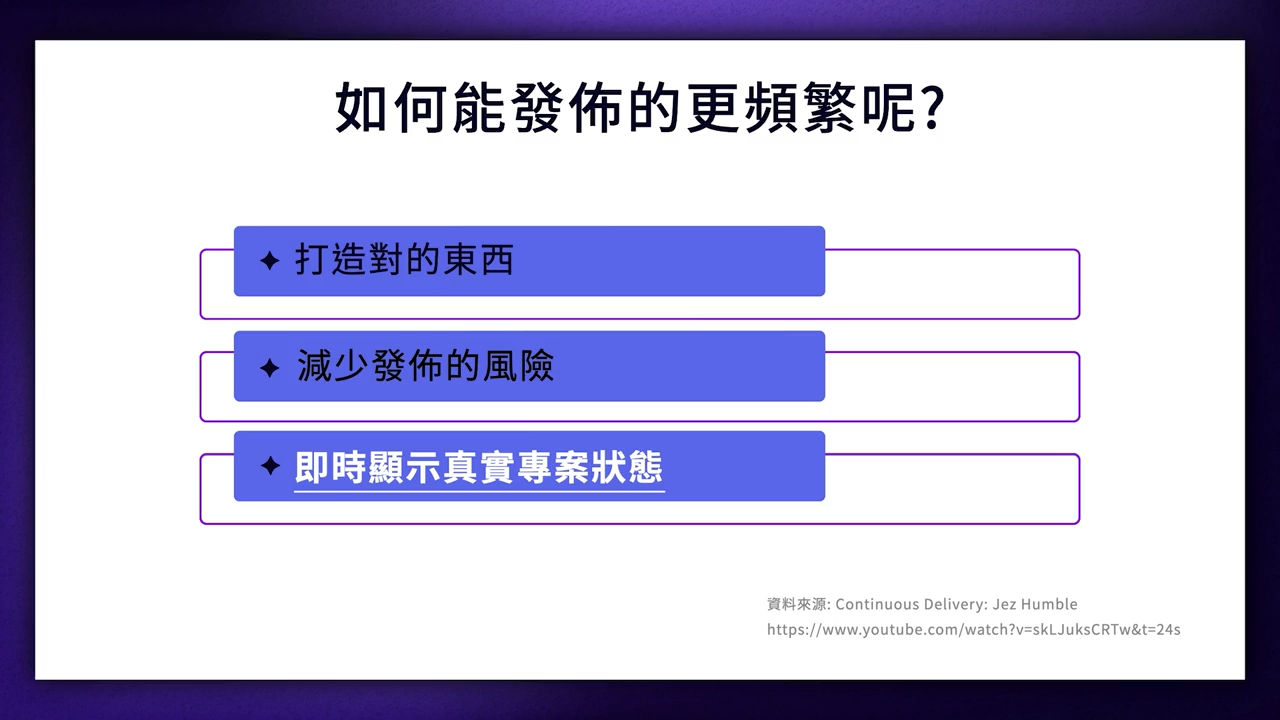 如何能發佈的更頻繁呢?
打造對的東西
減少發佈的風險
即時顯示真實專案狀態
資料來源: Continuous Delivery: Jez Humble
https://www.youtube.com/watch?v=skLJuksCRTw&t=24s